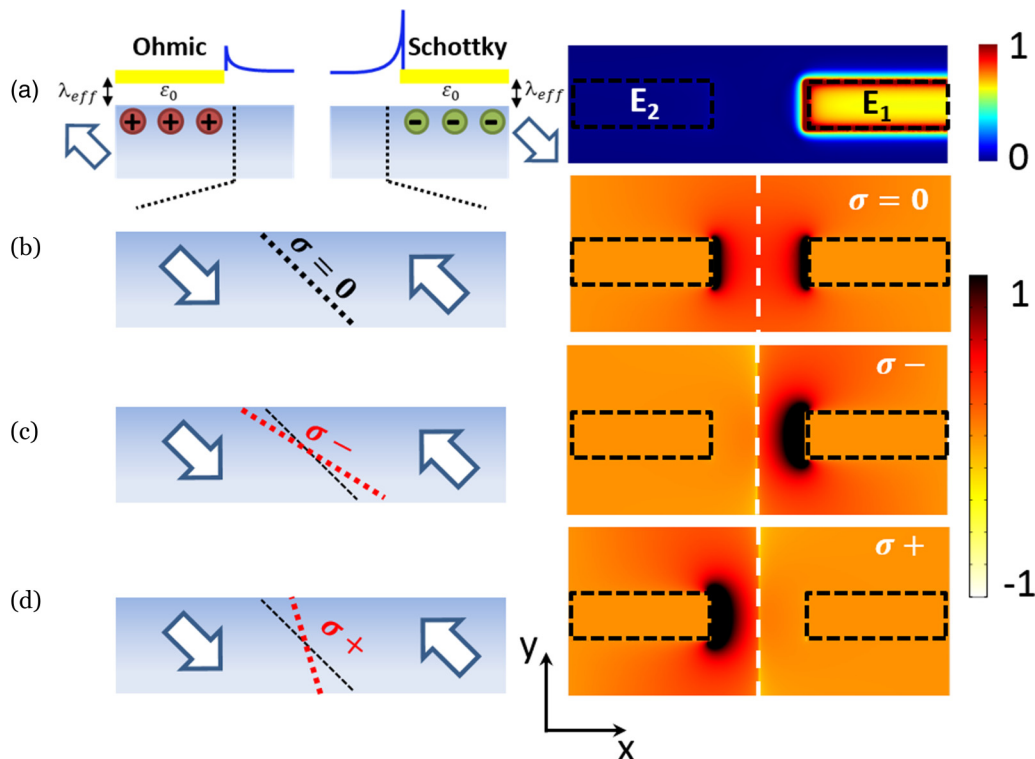 Ohmic
Schottky
(a)
λeff
ε0
ε0
λeff
+ + +
- - -
E2
E1
1
0
(b)
σ = 0
σ = 0
1
-1
(c)
σ −
σ −
(d)
σ +
σ +
y
x